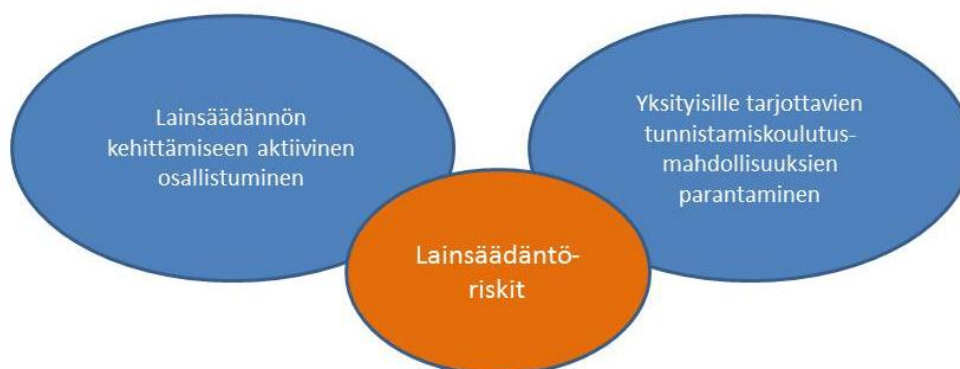 Lainsäädännön
kehittämiseen aktiivinen
osallistuminen
Yksityisille tarjottavien
tunnistamiskoulutus-
mahdollisuuksien
parantaminen
Lainsäädäntö-
riskit